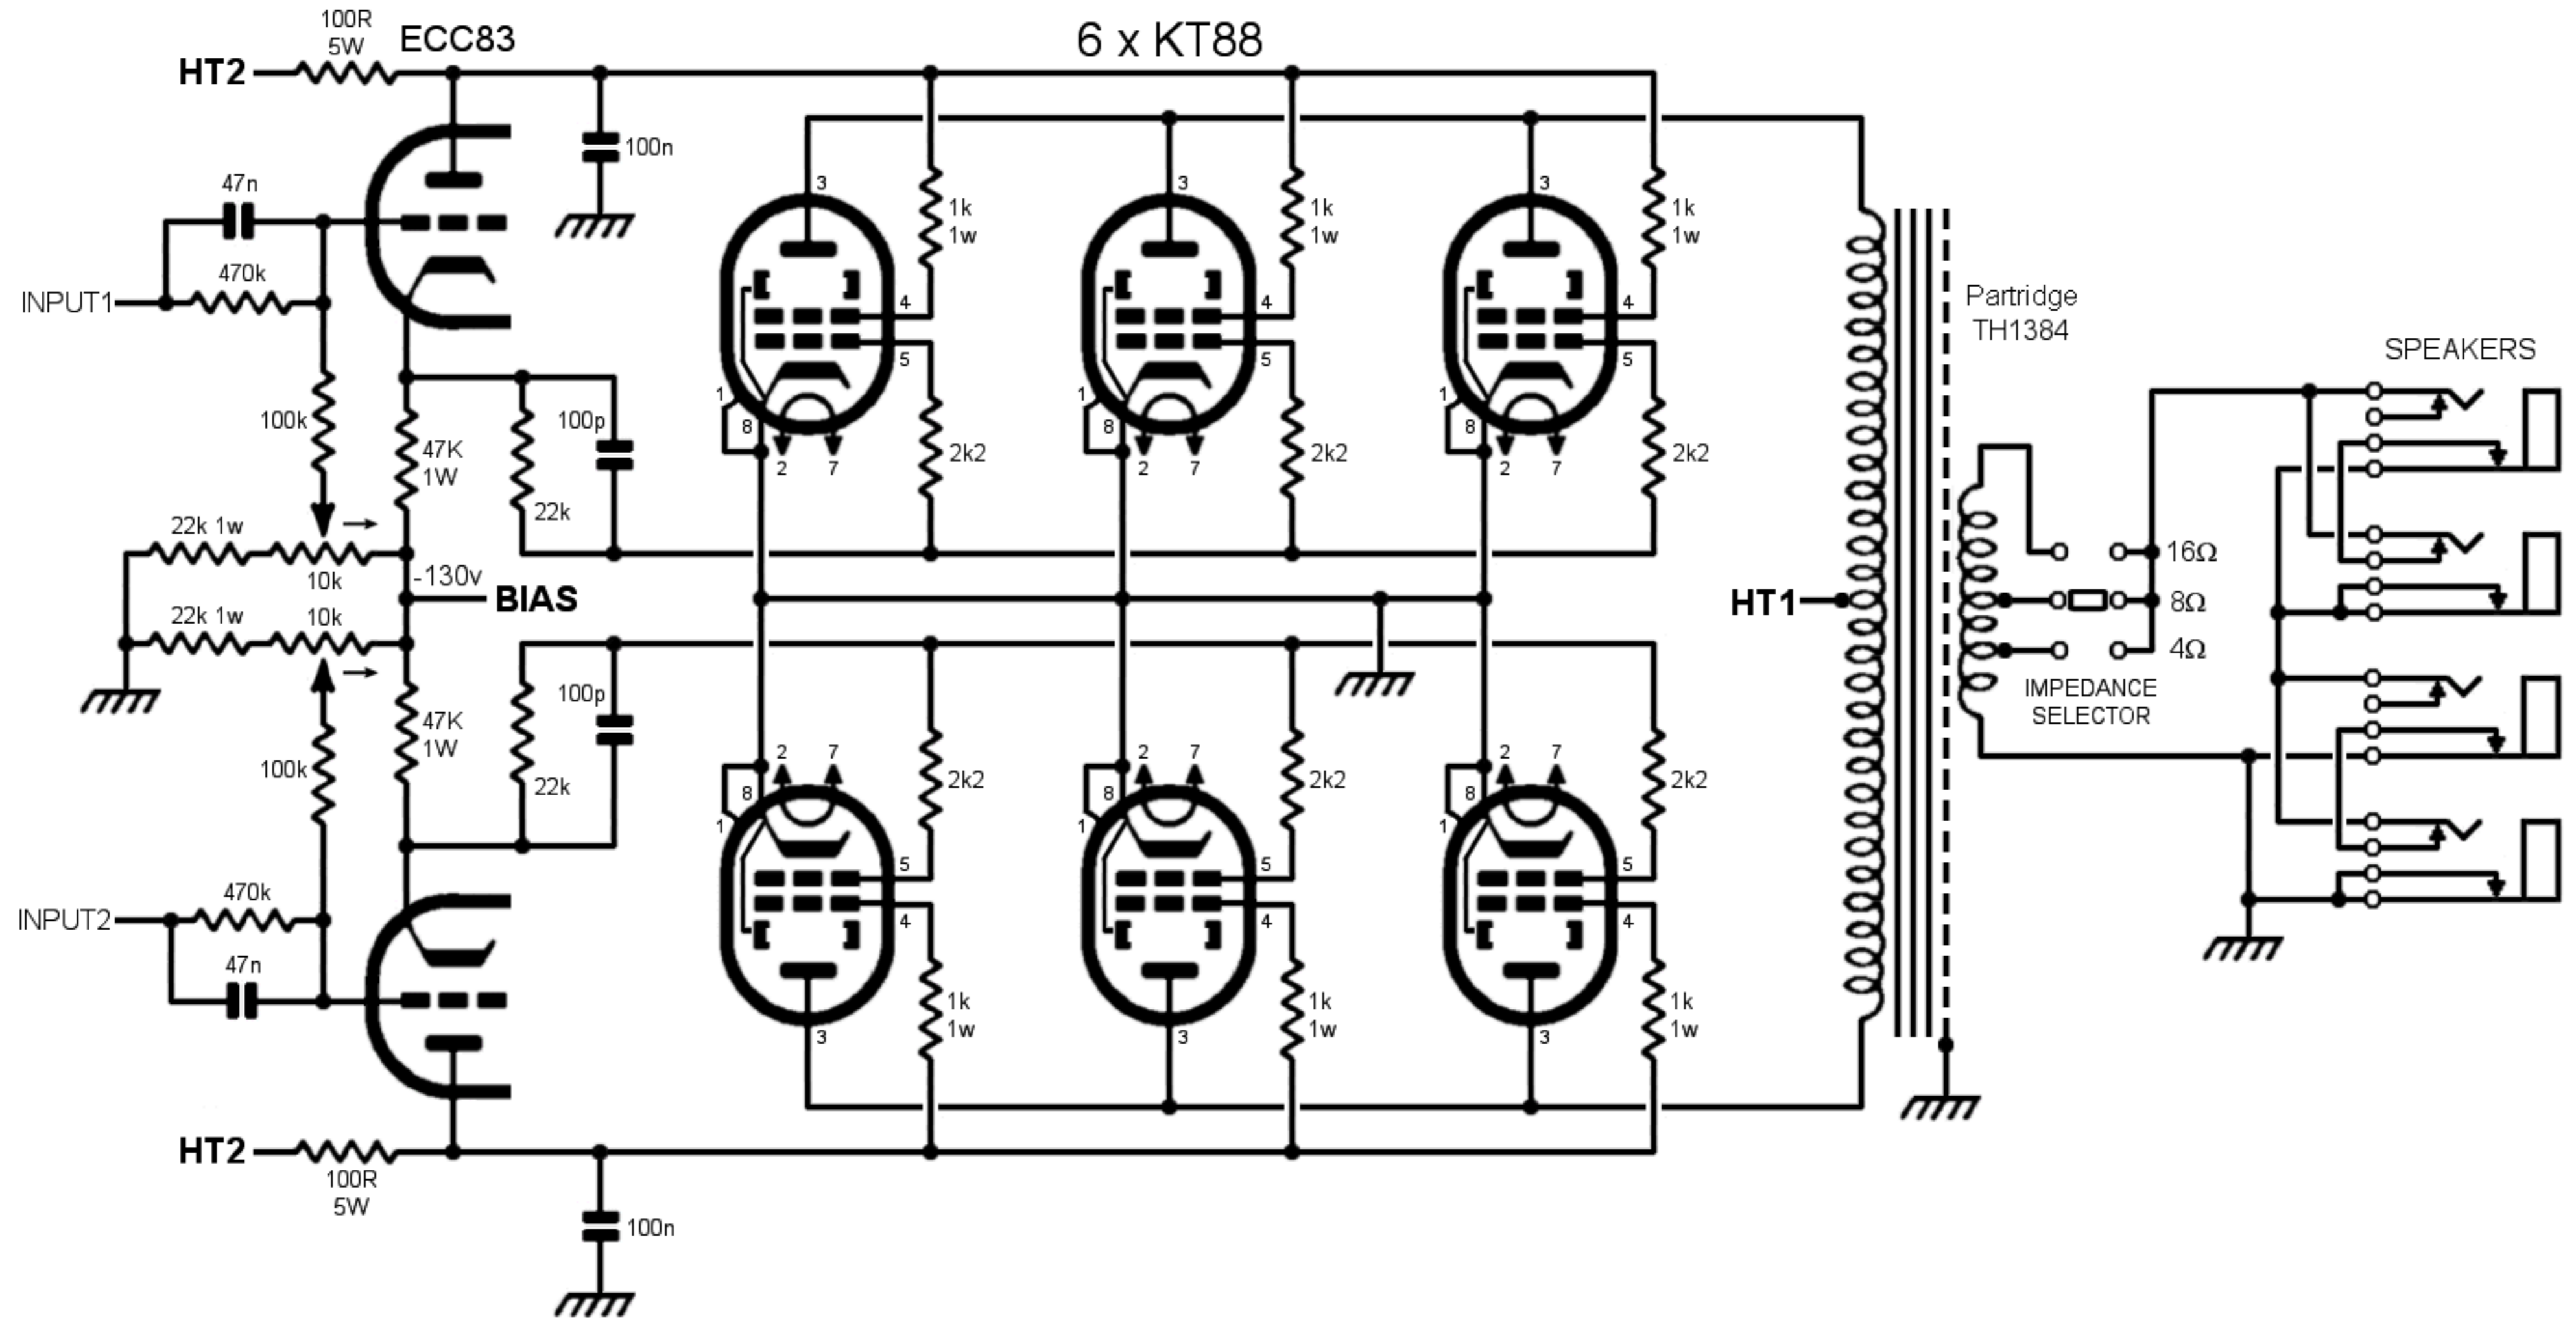 100R
5W
ECC83
6 x KT88
HT2
100n
47n
470k
INPUT1
3
3
3
1k
1w
1k
1w
1k
1w
4
4
4
5
5
5
Partridge
TH1384
SPEAKERS
100k
47K
1W
100p
22k
1
8
2
7
2k2
1
8
2
7
2k2
1
8
2
7
2k2
22k 1w
10k
-130v
BIAS
22k 1w
10k
HT1
16Ω
8Ω
4Ω
IMPEDANCE
SELECTOR
100k
47K
1W
100p
22k
2
7
8
1
2k2
2
7
8
1
2k2
2
7
8
1
2k2
5
5
5
4
4
4
470k
INPUT2
47n
1k
1w
1k
1w
1k
1w
3
3
3
HT2
100R
5W
100n